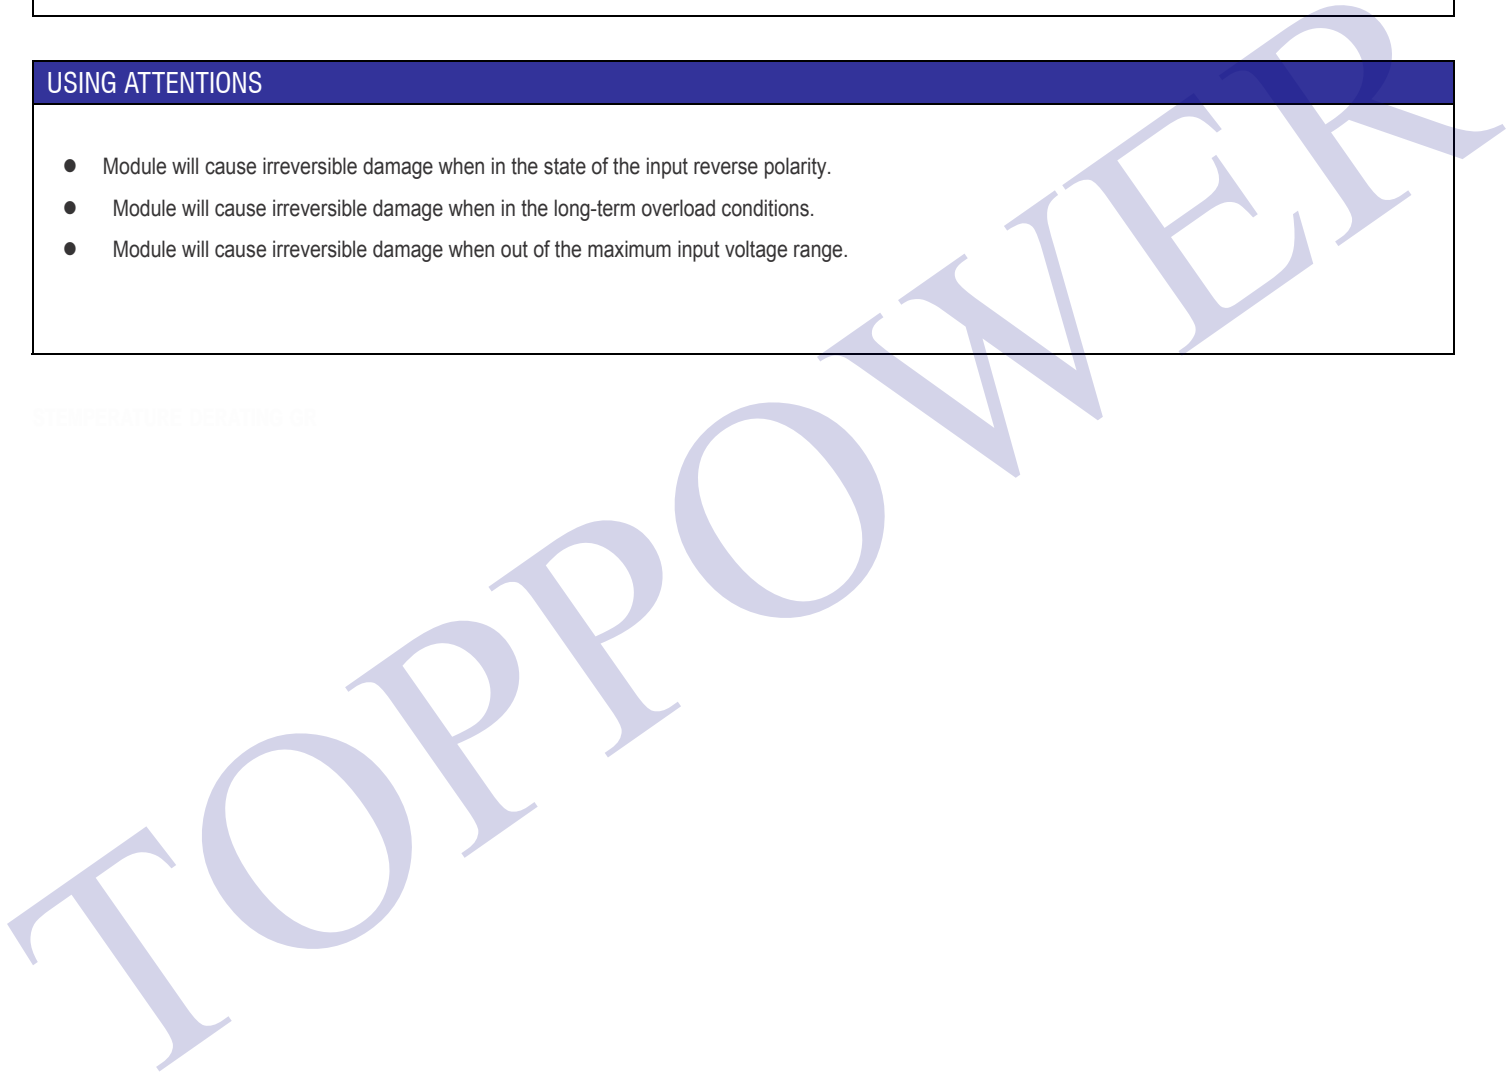 USING ATTENTIONS
● Module will cause irreversible damage when in the state of the input reverse polarity.
● Module will cause irreversible damage when in the long-term overload conditions.
● Module will cause irreversible damage when out of the maximum input voltage range.
TOPPOWER